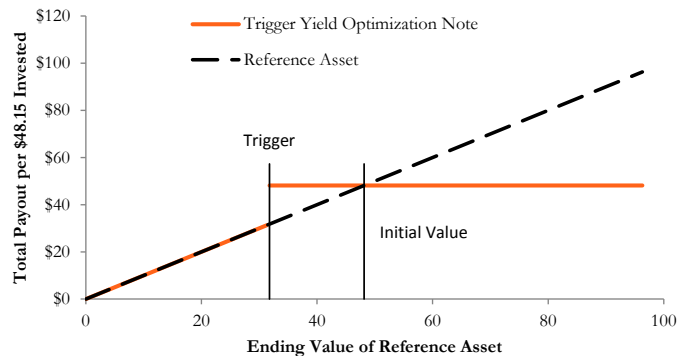 Total Payout per $48.15 Invested
$120
$100
$80
$60
$40
$20
$0
Trigger Yield Optimization Note
Reference Asset
Trigger
Initial Value
0
20
40
60
80
100
Ending Value of Reference Asset